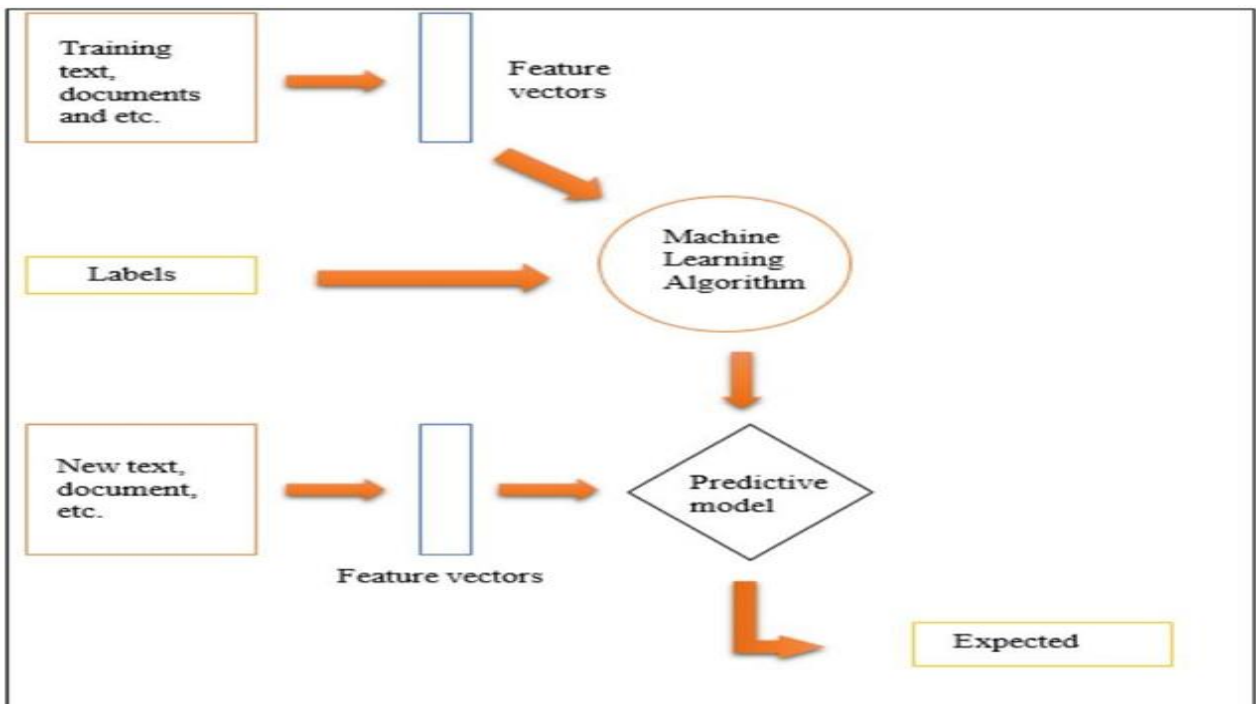 Training
text,
documents
and etc.
Feature
vectors
Machine
Learning
Algorithm
Labels
New text,
document,
etc.
Feature vectors
Predictive
model
Expected